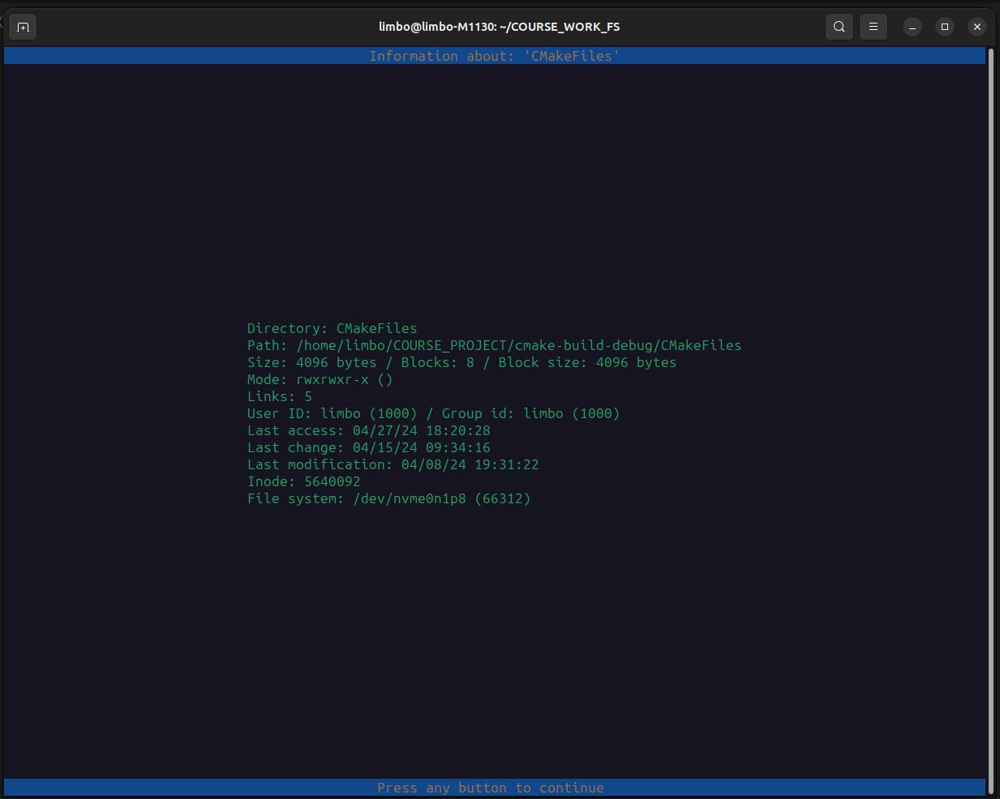 limbo@limbo-M1130: ~/COURSE_WORK_FS
Information about: 'CMakeFiles'
Directory: CMakeFiles
Path: /home/limbo/COURSE_PROJECT/cmake-build-debug/CMakeFiles
Size: 4096 bytes / Blocks: 8 / Block size: 4096 bytes
Mode: rwxrwxr-x ()
Links: 5
User ID: limbo (1000) / Group id: limbo (1000)
Last access: 04/27/24 18:20:28
Last change: 04/15/24 09:34:16
Last modification: 04/08/24 19:31:22
Inode: 5640092
File system: /dev/nvme0n1p8 (66312)
Press any button to continue